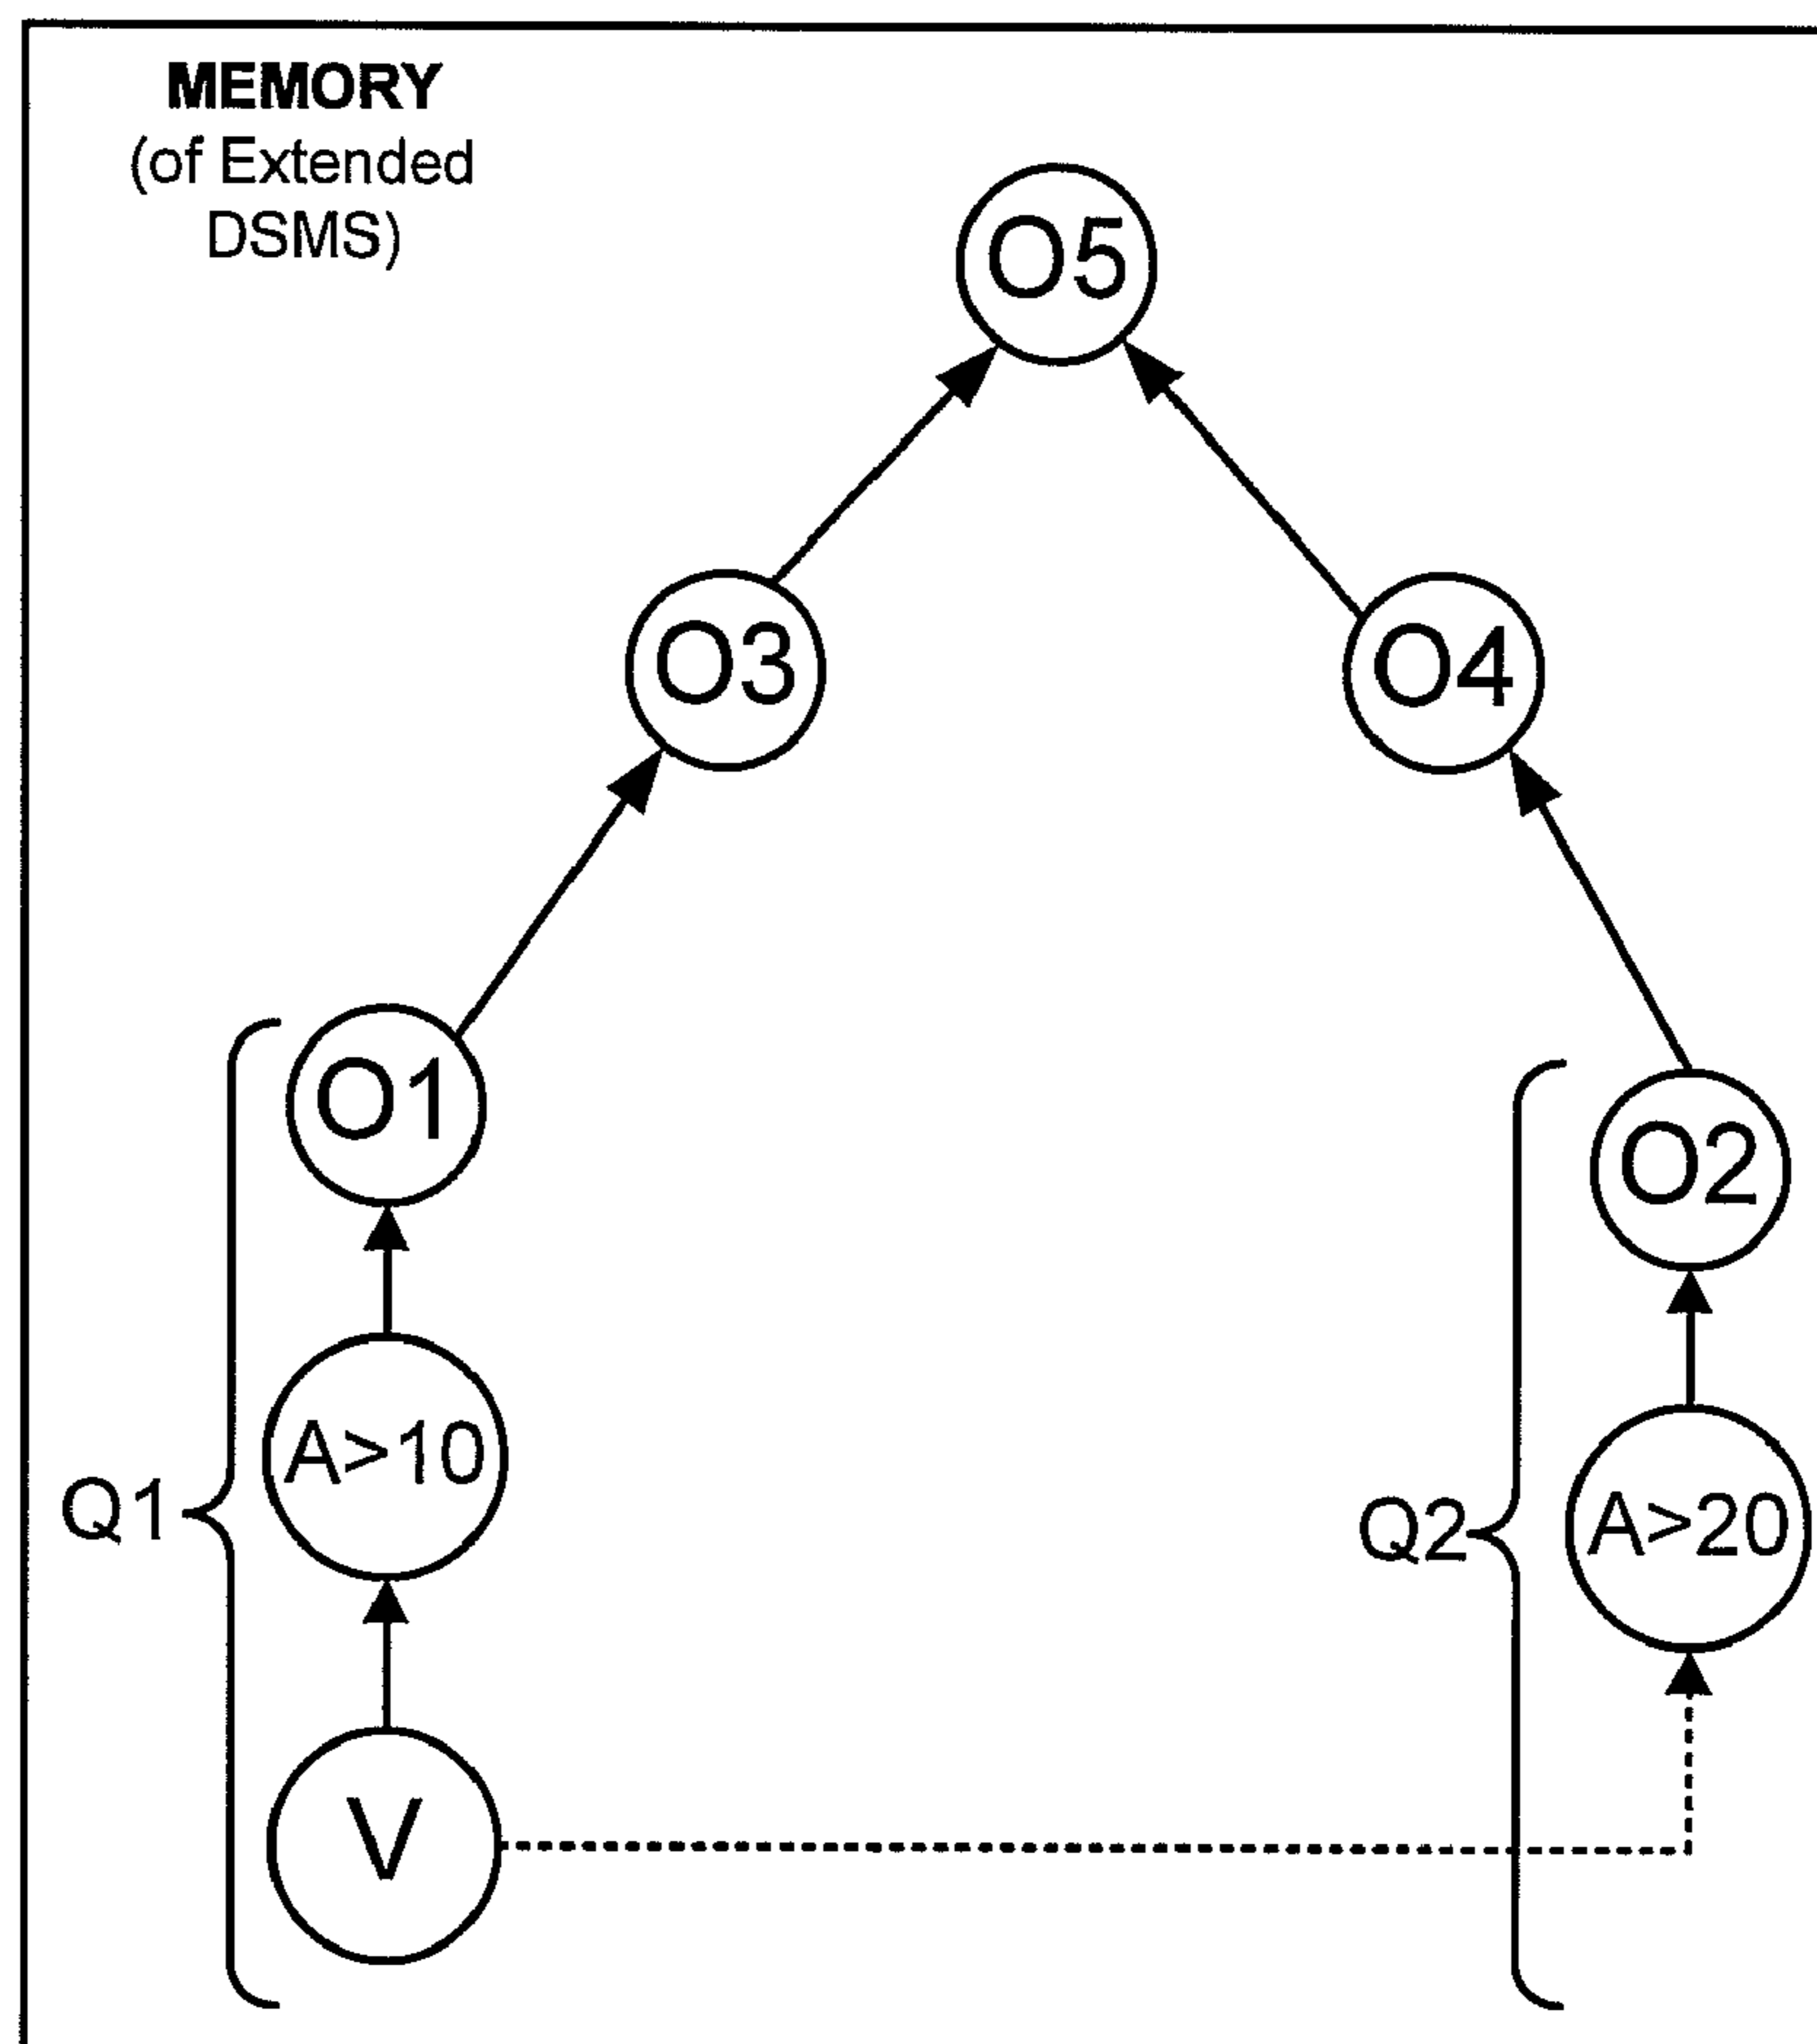 MEMORY
(of Extended
DSMS)
O5
O3
O4
O1
O2
A>10
Q1
Q2
A>20
V